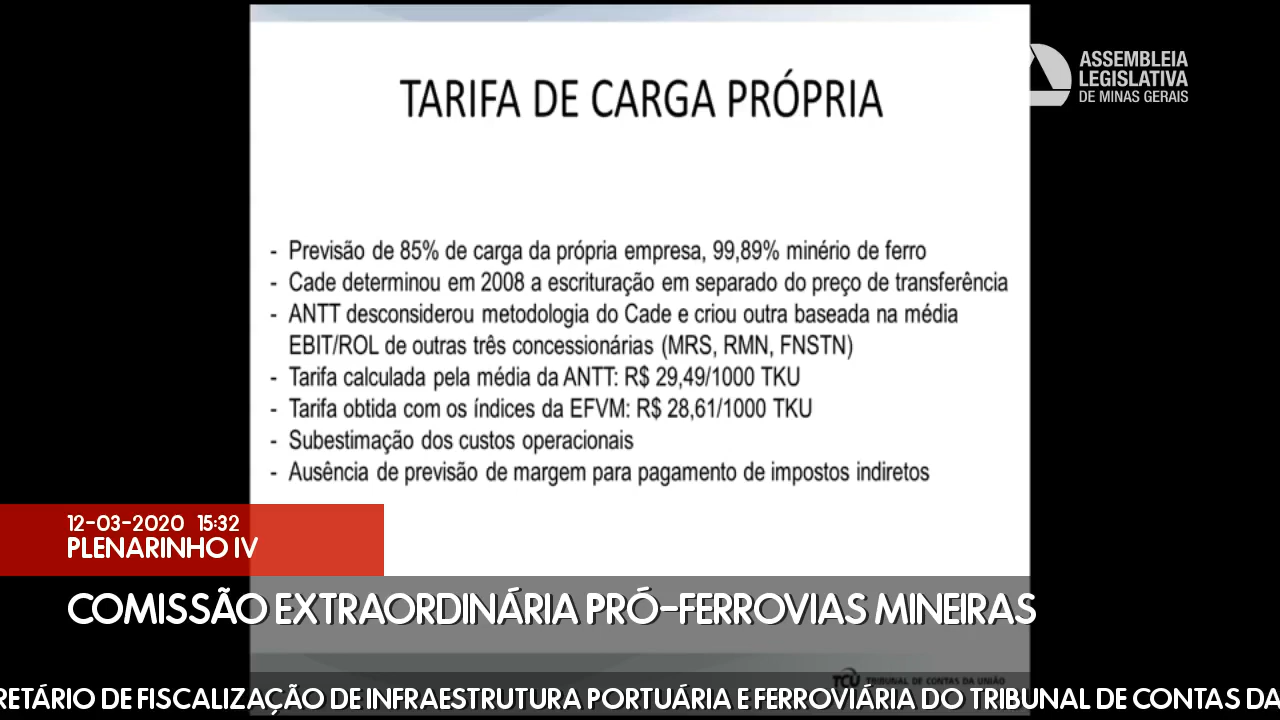 TARIFA DE CARGA PRÓPRIA
ASSEMBLEIA
LEGISLATIVA
DE MINAS GERAIS
- Previsão de 85% de carga da própria empresa, 99,89% minério de ferro
- Cade determinou em 2008 a escrituração em separado do preço de transferência
- ANTT desconsiderou metodologia do Cade e criou outra baseada na média
EBIT/ROL de outras três concessionárias (MRS, RMN, FNSTN)
- Tarifa calculada pela média da ANTT: R$ 29,49/1000 TKU
- Tarifa obtida com os índices da EFVM: R$ 28,61/1000 TKU
- Subestimação dos custos operacionais
- Ausência de previsão de margem para pagamento de impostos indiretos
12-03-2020 15:32
PLENARINHO IV
COMISSÃO EXTRAORDINÁRIA PRÓ-FERROVIAS MINEIRAS
TCU TRIBUNAL DE CONTAS DA UNIÃO
RETÁRIO DE FISCALIZAÇÃO DE INFRAESTRUTURA PORTUÁRIA E FERROVIÁRIA DO TRIBUNAL DE CONTAS DA